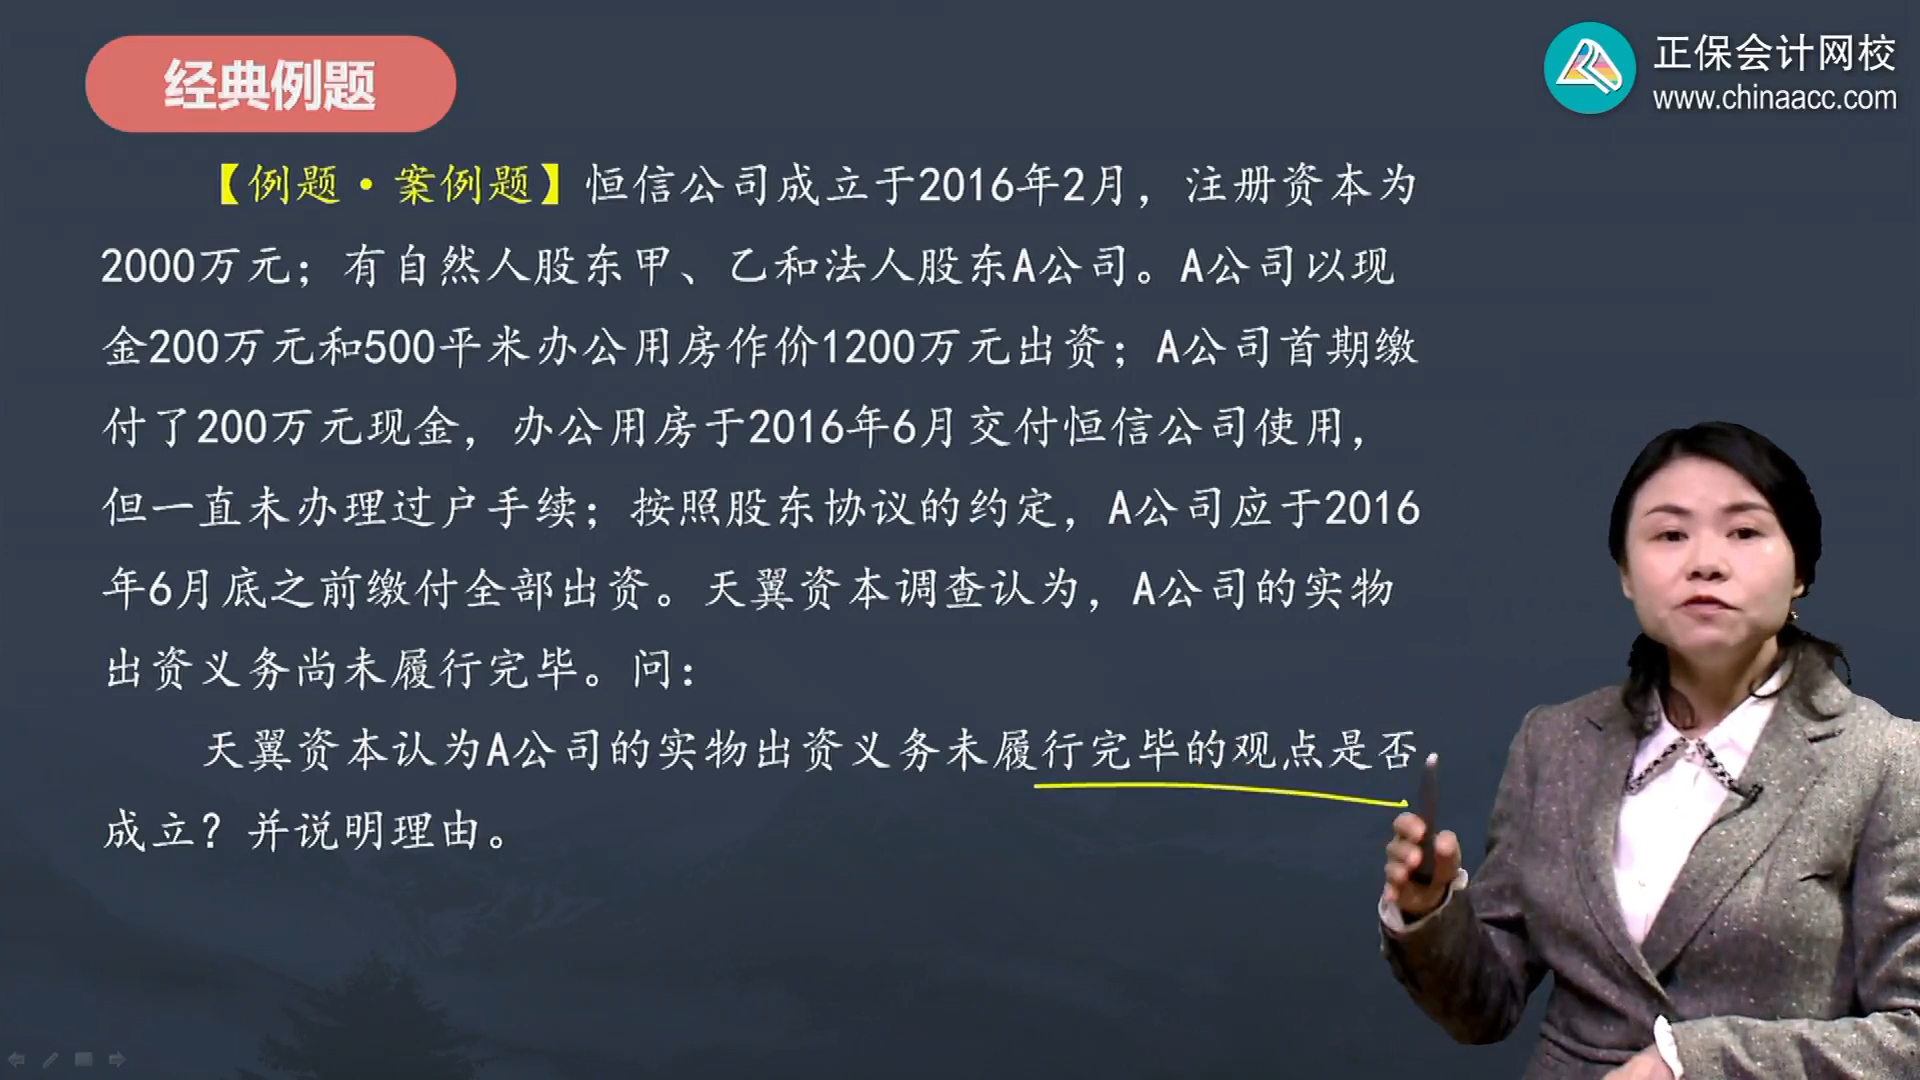 经典例题
正保会计网校
www.chinaacc.com
【例题·案例题】恒信公司成立于2016年2月，注册资本为
2000万元；有自然人股东甲、乙和法人股东A公司。A公司以现
金200万元和500平米办公用房作价1200万元出资；A公司首期缴
付了200万元现金，办公用房于2016年6月交付恒信公司使用，
但一直未办理过户手续；按照股东协议的约定，A公司应于2016
年6月底之前缴付全部出资。天翼资本调查认为，A公司的实物
出资义务尚未履行完毕。问：
天翼资本认为A公司的实物出资义务未履行完毕的观点是否
成立？并说明理由。